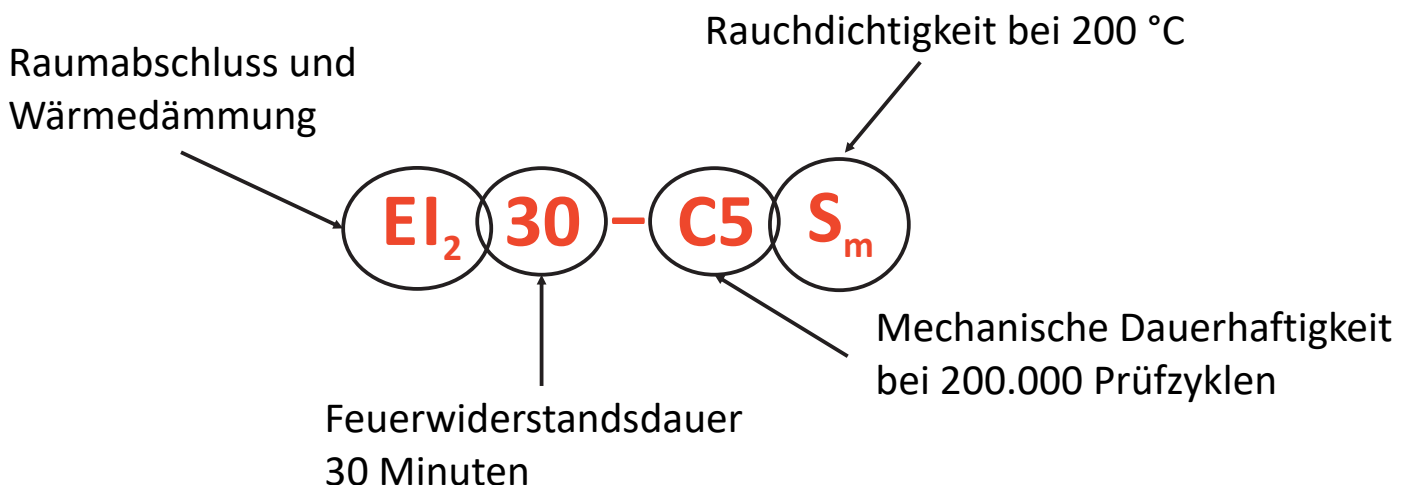 Rauchdichtigkeit bei 200 °C
Raumabschluss und
Wärmedämmung
EI₂ 30 – C5 Sₘ
Mechanische Dauerhaftigkeit
bei 200.000 Prüfzyklen
Feuerwiderstandsdauer
30 Minuten